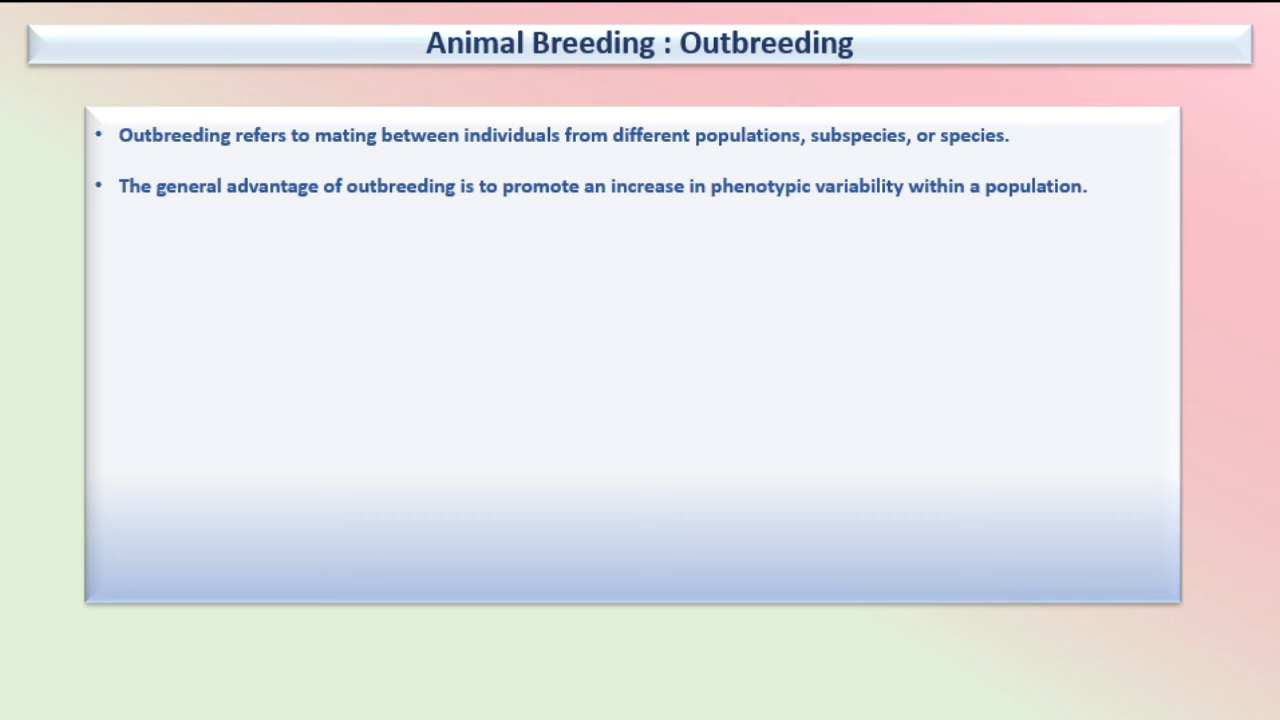 Animal Breeding : Outbreeding
• Outbreeding refers to mating between individuals from different populations, subspecies, or species.
• The general advantage of outbreeding is to promote an increase in phenotypic variability within a population.